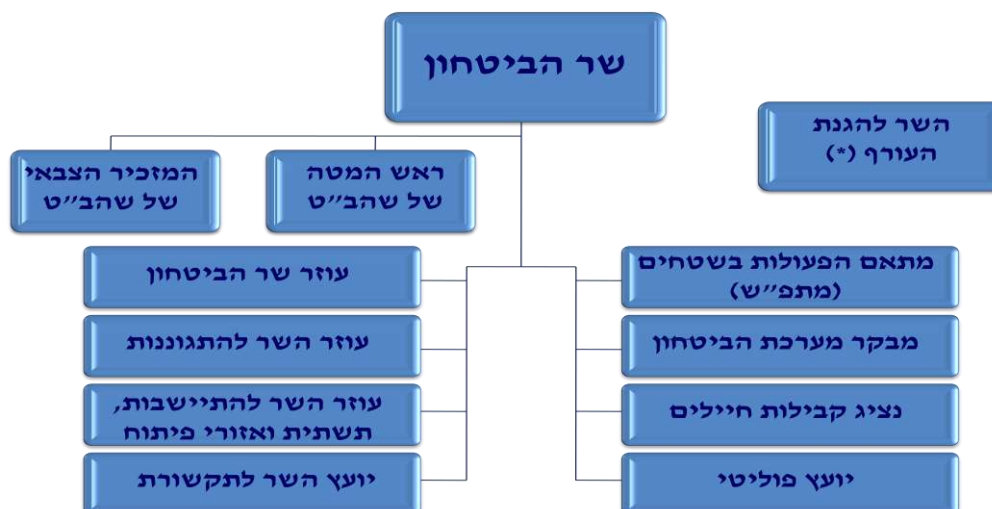 שר הביטחון
השר להגנת
העורף (*)
ראש המטה
של שהב״ט
המזכיר הצבאי
של שהב״ט
מתאם הפעולות בשטחים
(מתפ״ש)
מבקר מערכת הביטחון
נציג קבילות חיילים
יועץ פוליטי
עוזר שר הביטחון
עוזר השר להתגוננות
עוזר השר להתיישבות,
תשתית ואזורי פיתוח
יועץ השר לתקשורת